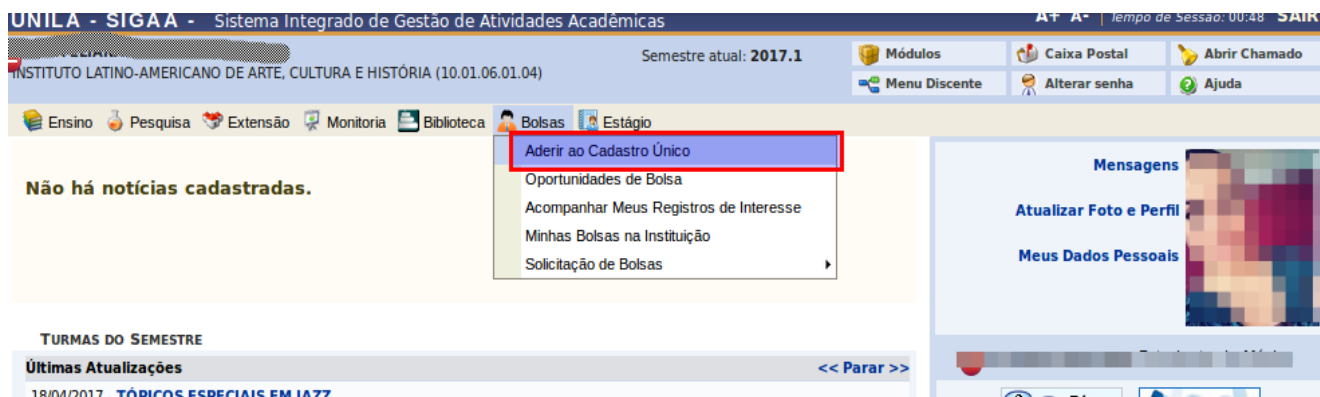 UNILA - SIGAA - Sistema Integrado de Gestão de Atividades Acadêmicas
A+ A- | Tempo de Sessão: 00:48 SAIR
INSTITUTO LATINO-AMERICANO DE ARTE, CULTURA E HISTÓRIA (10.01.06.01.04)
Semestre atual: 2017.1
Módulos
Caixa Postal
Abrir Chamado
Menu Discente
Alterar senha
Ajuda
Ensino Pesquisa Extensão Monitoria Biblioteca Bolsas Estágio
Aderir ao Cadastro Único
Oportunidades de Bolsa
Acompanhar Meus Registros de Interesse
Minhas Bolsas na Instituição
Solicitação de Bolsas
Não há notícias cadastradas.
Mensagens
Atualizar Foto e Perfil
Meus Dados Pessoais
TURMAS DO SEMESTRE
Últimas Atualizações
<< Parar >>
18/04/2017 TÓPICOS ESPECIAIS EM JAZZ